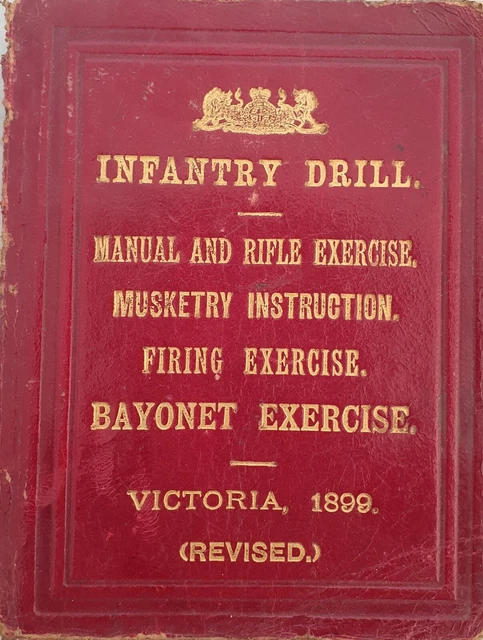 INFANTRY DRILL.
MANUAL AND RIFLE EXERCISE.
MUSKETRY INSTRUCTION.
FIRING EXERCISE.
BAYONET EXERCISE.
VICTORIA, 1899.
(REVISED.)